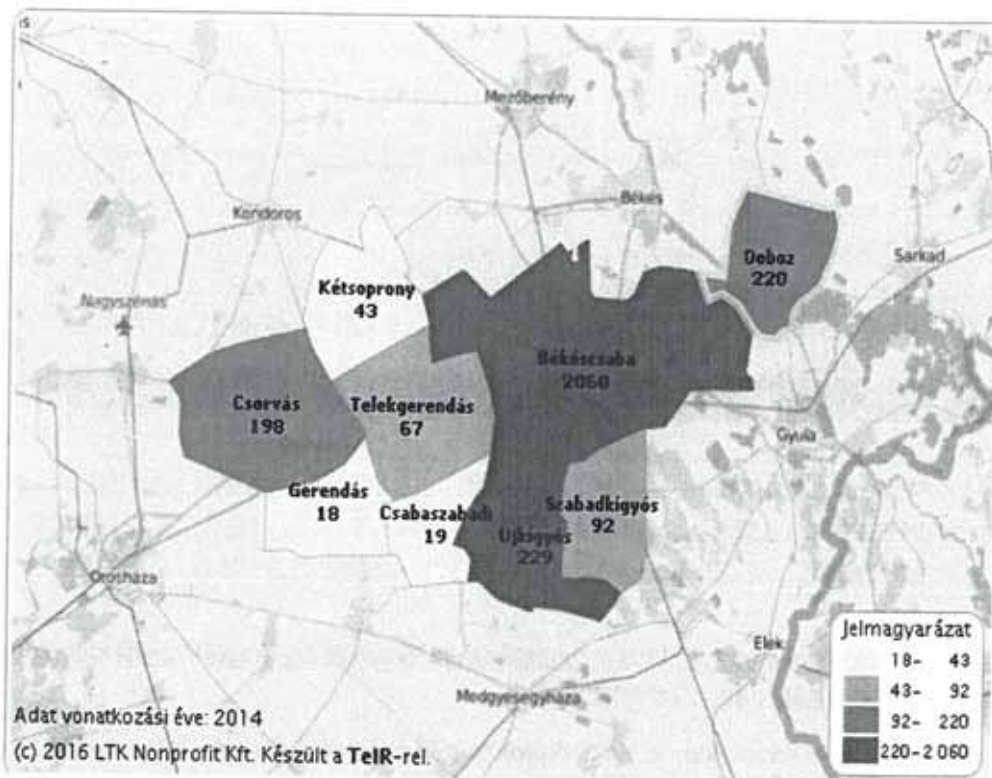 Mezőberény
Békés
Kondoros
Doboz
220
Sarkad
Kétsoprony
43
Nagyszénás
Békéscsaba
2060
Csorvás
198
Telekgerendás
67
Gyula
Gerendás
18
Csabaszabadi
19
Szabadkígyós
92
Újkígyós
229
Orosháza
Elek
Medgyesegyháza
Jelmagyarázat
18- 43
43- 92
92- 220
220-2 060
Adat vonatkozási éve: 2014
(c) 2016 LTK Nonprofit Kft. Készült a TeIR-rel.